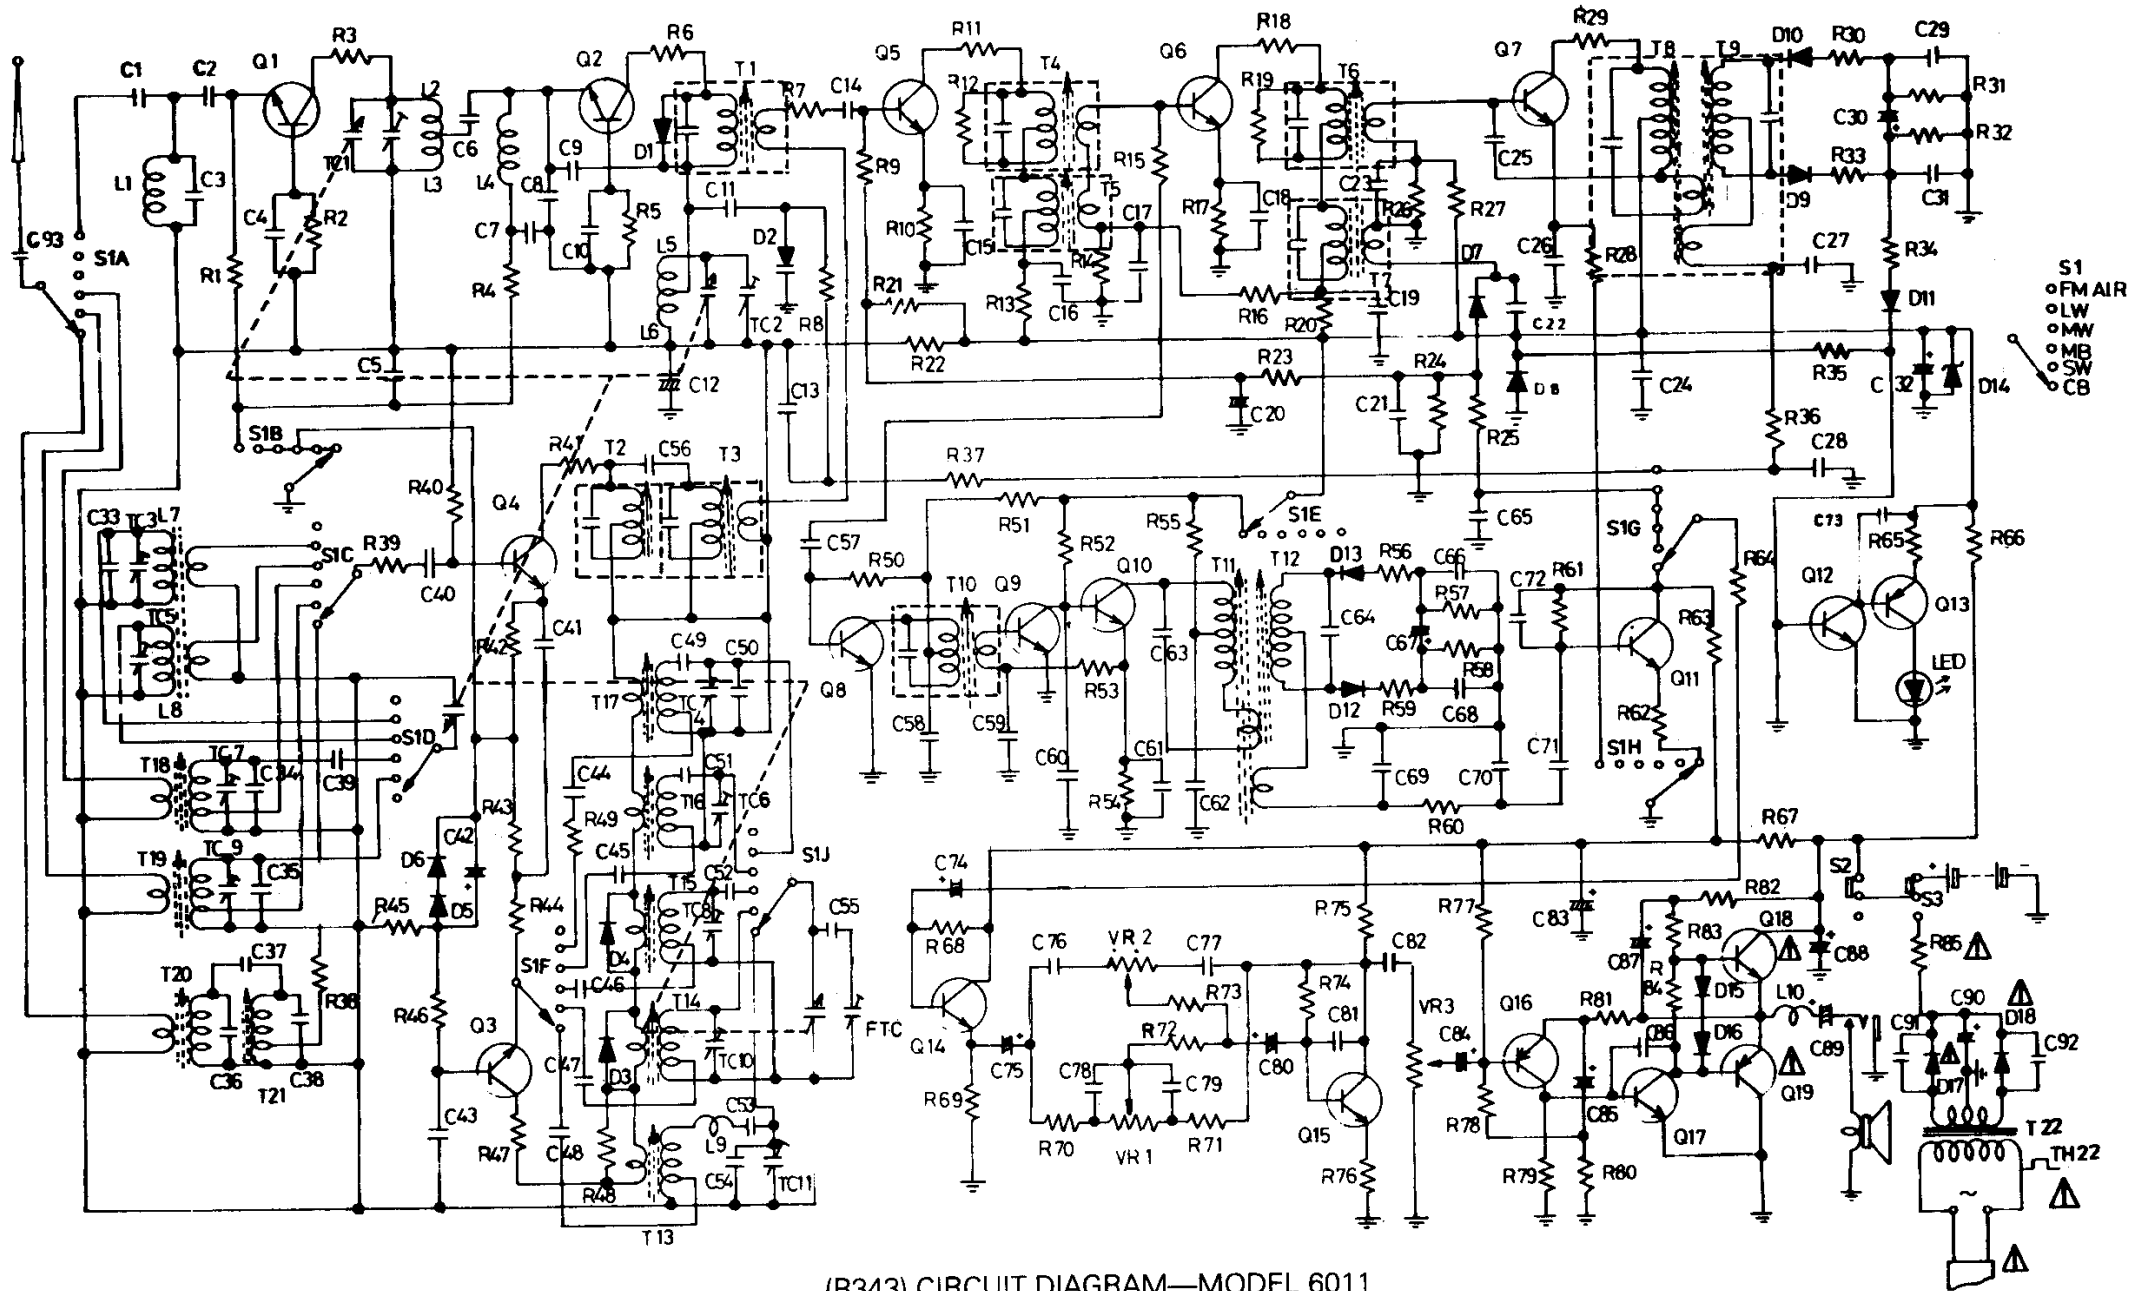 R3
R6
R11
R18
R29
C1
C2
Q1
Q2
Q5
Q6
Q7
T1
T4
T6
T8
T9
D10
R30
C29
L2
R7
C14
R12
R19
R31
C30
R32
C6
TC1
L1
C3
L4
L3
C9
D1
R9
R15
C25
R33
C4
R2
C8
R5
C11
R10
T5
C17
R17
C18
C23
R26
R27
D9
C31
C93
S1A
R1
C7
R4
C10
L5
D2
C15
R14
D7
C26
R28
C27
R34
L6
TC2
R8
R21
R13
C16
R16
T7
R20
C19
C22
D11
S1
FM AIR
LW
MW
MB
SW
CB
C5
C12
C13
R22
R23
R24
C20
C21
D8
C24
R35
C32
D14
S1B
R41
T2
C56
T3
R37
R25
R36
C28
R40
Q4
C33
TC3
L7
S1C
R39
C40
C57
R50
R51
R52
R55
S1E
C65
S1G
R64
C73
R65
R66
Q10
T11
T12
D13
R56
C66
R57
C72
R61
Q12
Q13
TC5
L8
R42
C41
T10
Q9
C64
C67
R58
R63
LED
Q8
C49
C50
T17
TC4
C58
C59
R53
C63
D12
R59
C68
Q11
R62
S1D
T18
TC7
C34
C39
C44
C51
T16
TC6
C60
C61
R54
C62
C69
C70
C71
S1H
R60
R43
R49
C42
D6
D5
T19
TC9
C35
C45
S1J
T15
C52
TC8
R44
R45
C74
R67
S2
S3
R68
C55
C76
VR2
C77
R75
C82
R77
C83
R82
Q18
R83
C87
R84
D15
C88
R85
T20
C37
R38
S1F
D4
C46
T14
R73
R74
R72
C81
VR3
C84
Q16
R81
L10
C90
D18
C91
R46
Q3
C47
D3
TC10
FTC
Q14
C75
C80
C78
C79
C86
D16
Q19
C89
D17
C92
C36
T21
C38
C43
R47
C48
R48
L9
C53
C54
TC11
T13
R69
R70
VR1
R71
Q15
R76
R78
R79
C85
R80
Q17
T22
TH22
(R343) CIRCUIT DIAGRAM—MODEL 6011